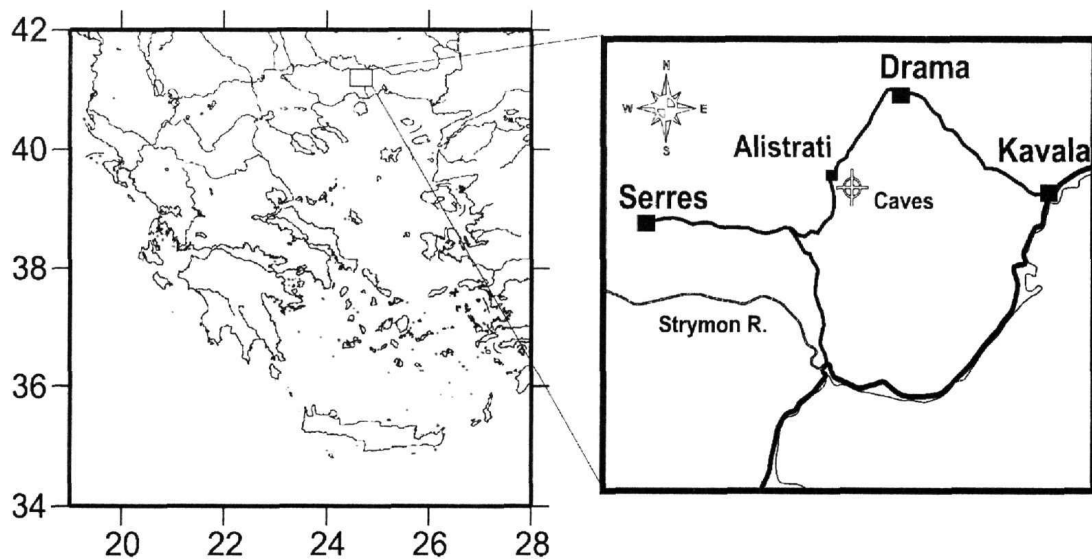 42
40
38
36
34
20
22
24
26
28
N
W
E
S
Drama
Alistrati
Kavala
Caves
Serres
Strymon R.